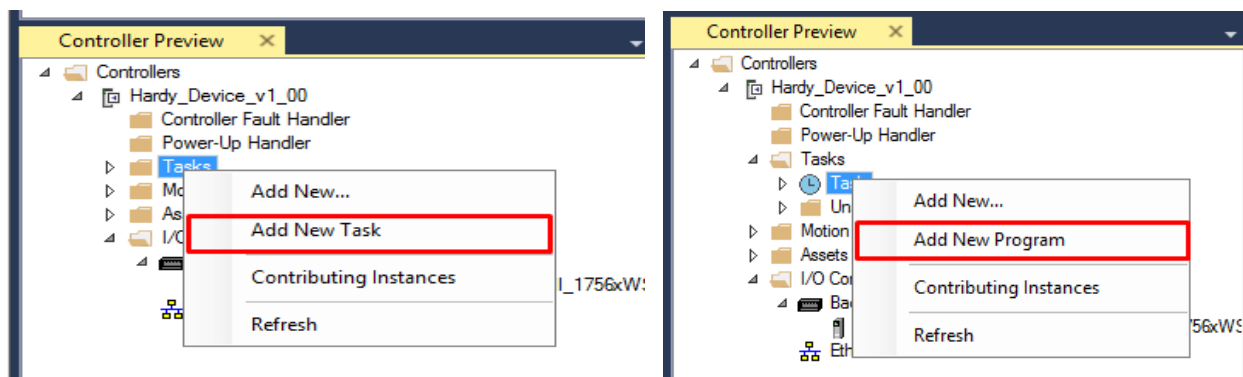 Controller Preview
Controllers
Hardy_Device_v1_00
Controller Fault Handler
Power-Up Handler
Tasks
Add New...
Add New Task
Contributing Instances
Refresh
Controller Preview
Controllers
Hardy_Device_v1_00
Controller Fault Handler
Power-Up Handler
Tasks
Add New...
Motion
Add New Program
Assets
Contributing Instances
Refresh